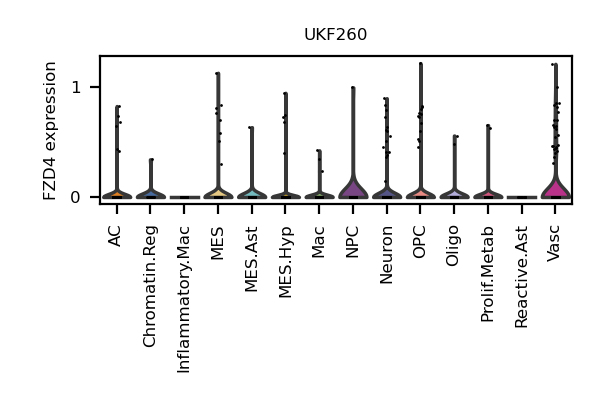 UKF260
FZD4 expression
1
0
AC
Chromatin.Reg
Inflammatory.Mac
MES
MES.Ast
MES.Hyp
Mac
NPC
Neuron
OPC
Oligo
Prolif.Metab
Reactive.Ast
Vasc